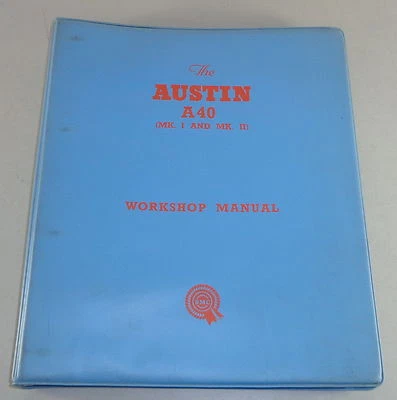 The
AUSTIN
A40
(MK. I AND MK. II)
WORKSHOP MANUAL
BMC